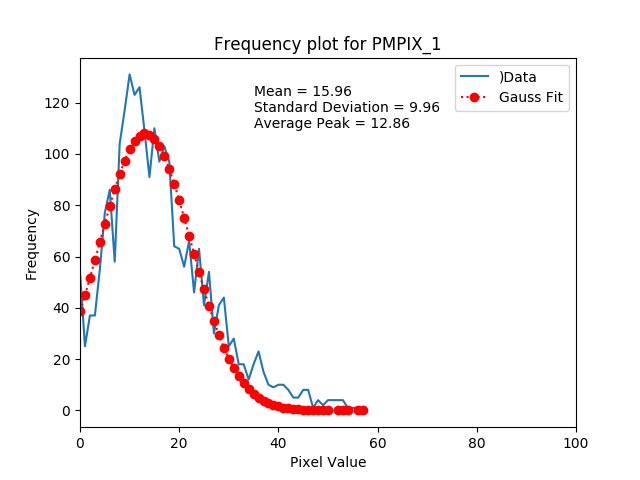 Frequency plot for PMPIX_1
Mean = 15.96
Standard Deviation = 9.96
Average Peak = 12.86
)Data
Gauss Fit
Frequency
120
100
80
60
40
20
0
0 20 40 60 80 100
Pixel Value